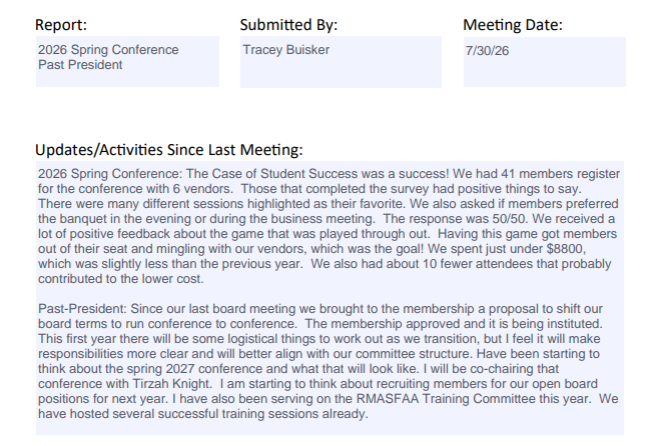 Report:
Submitted By:
Meeting Date:
2026 Spring Conference
Past President
Tracey Buisker
7/30/26
Updates/Activities Since Last Meeting:
2026 Spring Conference: The Case of Student Success was a success! We had 41 members register
for the conference with 6 vendors.  Those that completed the survey had positive things to say.
There were many different sessions highlighted as their favorite. We also asked if members preferred
the banquet in the evening or during the business meeting.  The response was 50/50. We received a
lot of positive feedback about the game that was played through out.  Having this game got members
out of their seat and mingling with our vendors, which was the goal! We spent just under $8800,
which was slightly less than the previous year.  We also had about 10 fewer attendees that probably
contributed to the lower cost.
Past-President: Since our last board meeting we brought to the membership a proposal to shift our
board terms to run conference to conference.  The membership approved and it is being instituted.
This first year there will be some logistical things to work out as we transition, but I feel it will make
responsibilities more clear and will better align with our committee structure. Have been starting to
think about the spring 2027 conference and what that will look like. I will be co-chairing that
conference with Tirzah Knight.  I am starting to think about recruiting members for our open board
positions for next year. I have also been serving on the RMASFAA Training Committee this year.  We
have hosted several successful training sessions already.